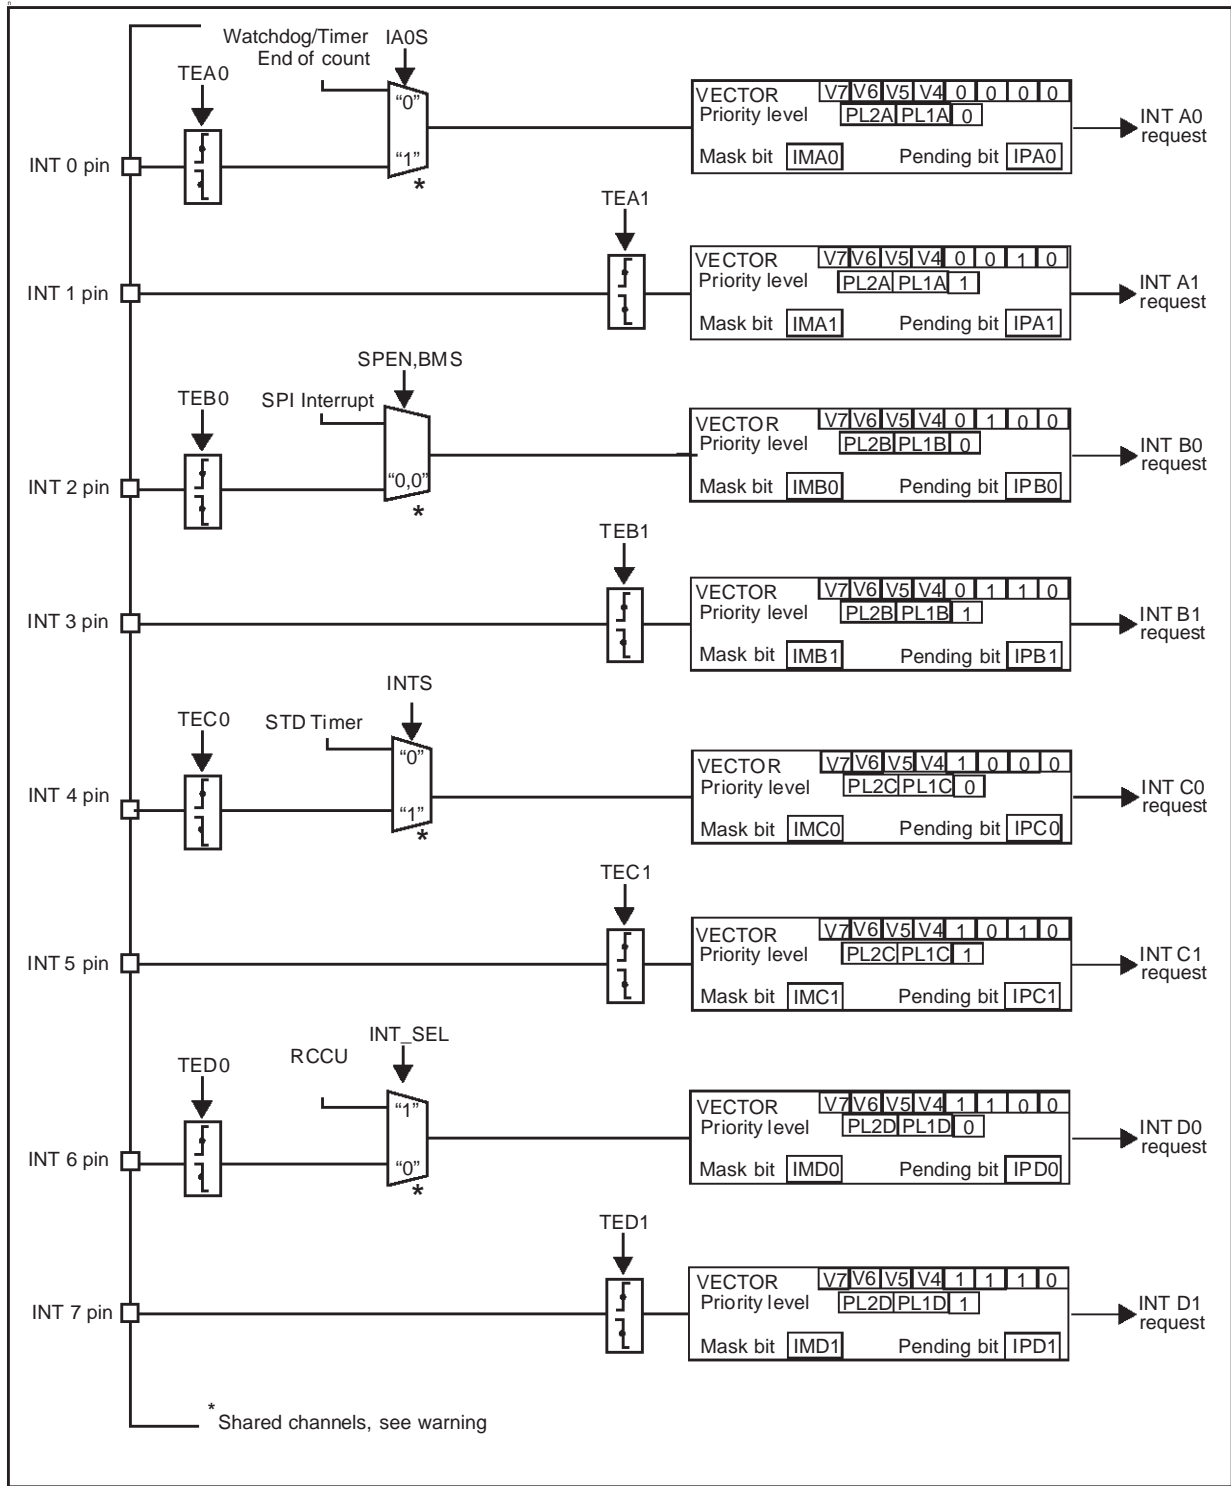 Watchdog/Timer IA0S
End of count
TEA0
"0"
VECTOR V7 V6 V5 V4 0 0 0 0
Priority level PL2A PL1A 0
INT A0
request
INT 0 pin
"1"
Mask bit IMA0 Pending bit IPA0
*
TEA1
VECTOR V7 V6 V5 V4 0 0 1 0
Priority level PL2A PL1A 1
INT A1
request
INT 1 pin
Mask bit IMA1 Pending bit IPA1
SPEN,BMS
TEB0
SPI Interrupt
VECTOR V7 V6 V5 V4 0 1 0 0
Priority level PL2B PL1B 0
INT B0
request
INT 2 pin
"0,0"
Mask bit IMB0 Pending bit IPB0
*
TEB1
VECTOR V7 V6 V5 V4 0 1 1 0
Priority level PL2B PL1B 1
INT B1
request
INT 3 pin
Mask bit IMB1 Pending bit IPB1
INTS
TEC0
STD Timer
"0"
VECTOR V7 V6 V5 V4 1 0 0 0
Priority level PL2C PL1C 0
INT C0
request
INT 4 pin
"1"
Mask bit IMC0 Pending bit IPC0
*
TEC1
VECTOR V7 V6 V5 V4 1 0 1 0
Priority level PL2C PL1C 1
INT C1
request
INT 5 pin
Mask bit IMC1 Pending bit IPC1
INT_SEL
RCCU
TED0
"1"
VECTOR V7 V6 V5 V4 1 1 0 0
Priority level PL2D PL1D 0
INT D0
request
INT 6 pin
"0"
Mask bit IMD0 Pending bit IPD0
*
TED1
VECTOR V7 V6 V5 V4 1 1 1 0
Priority level PL2D PL1D 1
INT D1
request
INT 7 pin
Mask bit IMD1 Pending bit IPD1
* Shared channels, see warning